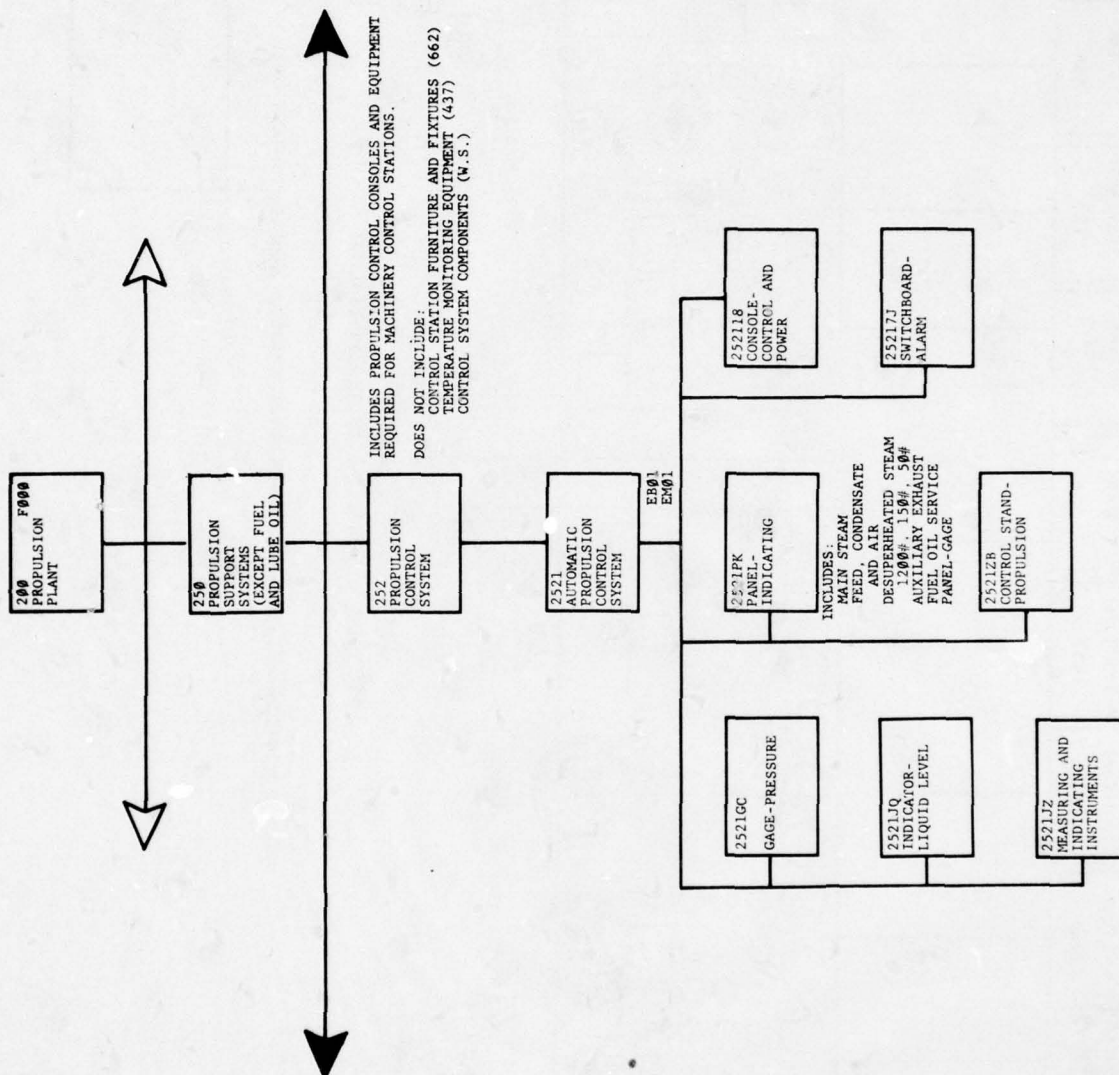 200 F000
PROPULSION
PLANT
250
PROPULSION
SUPPORT
SYSTEMS
(EXCEPT FUEL
AND LUBE OIL)
INCLUDES PROPULSION CONTROL CONSOLES AND EQUIPMENT
REQUIRED FOR MACHINERY CONTROL STATIONS.
DOES NOT INCLUDE:
CONTROL STATION FURNITURE AND FIXTURES (662)
TEMPERATURE MONITORING EQUIPMENT (437)
CONTROL SYSTEM COMPONENTS (W.S.)
252
PROPULSION
CONTROL
SYSTEM
2521
AUTOMATIC
PROPULSION
CONTROL
SYSTEM
EB01
EM01
2521GC
GAGE-PRESSURE
2521JQ
INDICATOR-
LIQUID LEVEL
2521JZ
MEASURING AND
INDICATING
INSTRUMENTS
2521PK
PANEL-
INDICATING
INCLUDES:
MAIN STEAM
FEED, CONDENSATE
AND AIR
DESUPERHEATED STEAM
1200#, 150#, 50#
AUXILIARY EXHAUST
FUEL OIL SERVICE
PANEL-GAGE
2521ZB
CONTROL STAND-
PROPULSION
252118
CONSOLE-
CONTROL AND
POWER
25217J
SWITCHBOARD-
ALARM